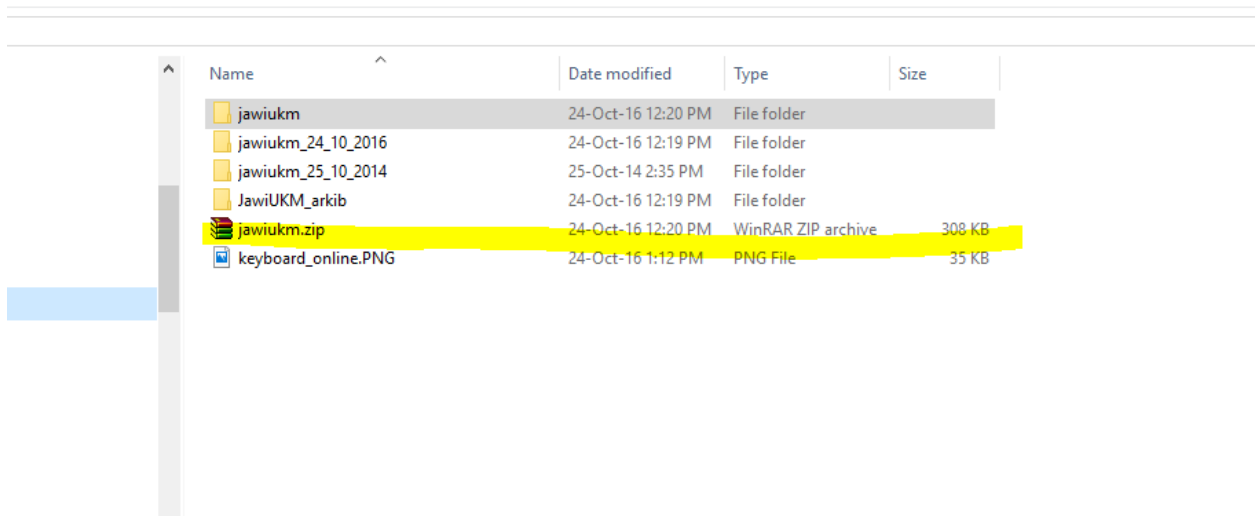 Name Date modified Type Size
jawiukm 24-Oct-16 12:20 PM File folder
jawiukm_24_10_2016 24-Oct-16 12:19 PM File folder
jawiukm_25_10_2014 25-Oct-14 2:35 PM File folder
JawiUKM_arkib 24-Oct-16 12:19 PM File folder
jawiukm.zip 24-Oct-16 12:20 PM WinRAR ZIP archive 308 KB
keyboard_online.PNG 24-Oct-16 1:12 PM PNG File 35 KB